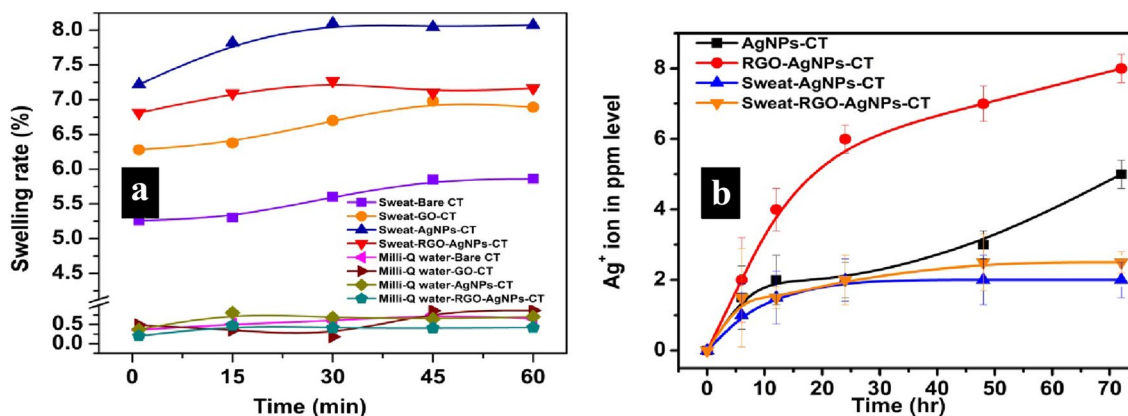 a
8.0
7.5
7.0
6.5
6.0
5.5
5.0
4.5
0.5
0.0
Swelling rate (%)
Sweat-Bare CT
Sweat-GO-CT
Sweat-AgNPs-CT
Sweat-RGO-AgNPs-CT
Milli-Q water-Bare CT
Milli-Q water-GO-CT
Milli-Q water-AgNPs-CT
Milli-Q water-RGO-AgNPs-CT
0 15 30 45 60
Time (min)
b
8
6
4
2
0
Ag⁺ ion in ppm level
AgNPs-CT
RGO-AgNPs-CT
Sweat-AgNPs-CT
Sweat-RGO-AgNPs-CT
0 10 20 30 40 50 60 70
Time (hr)